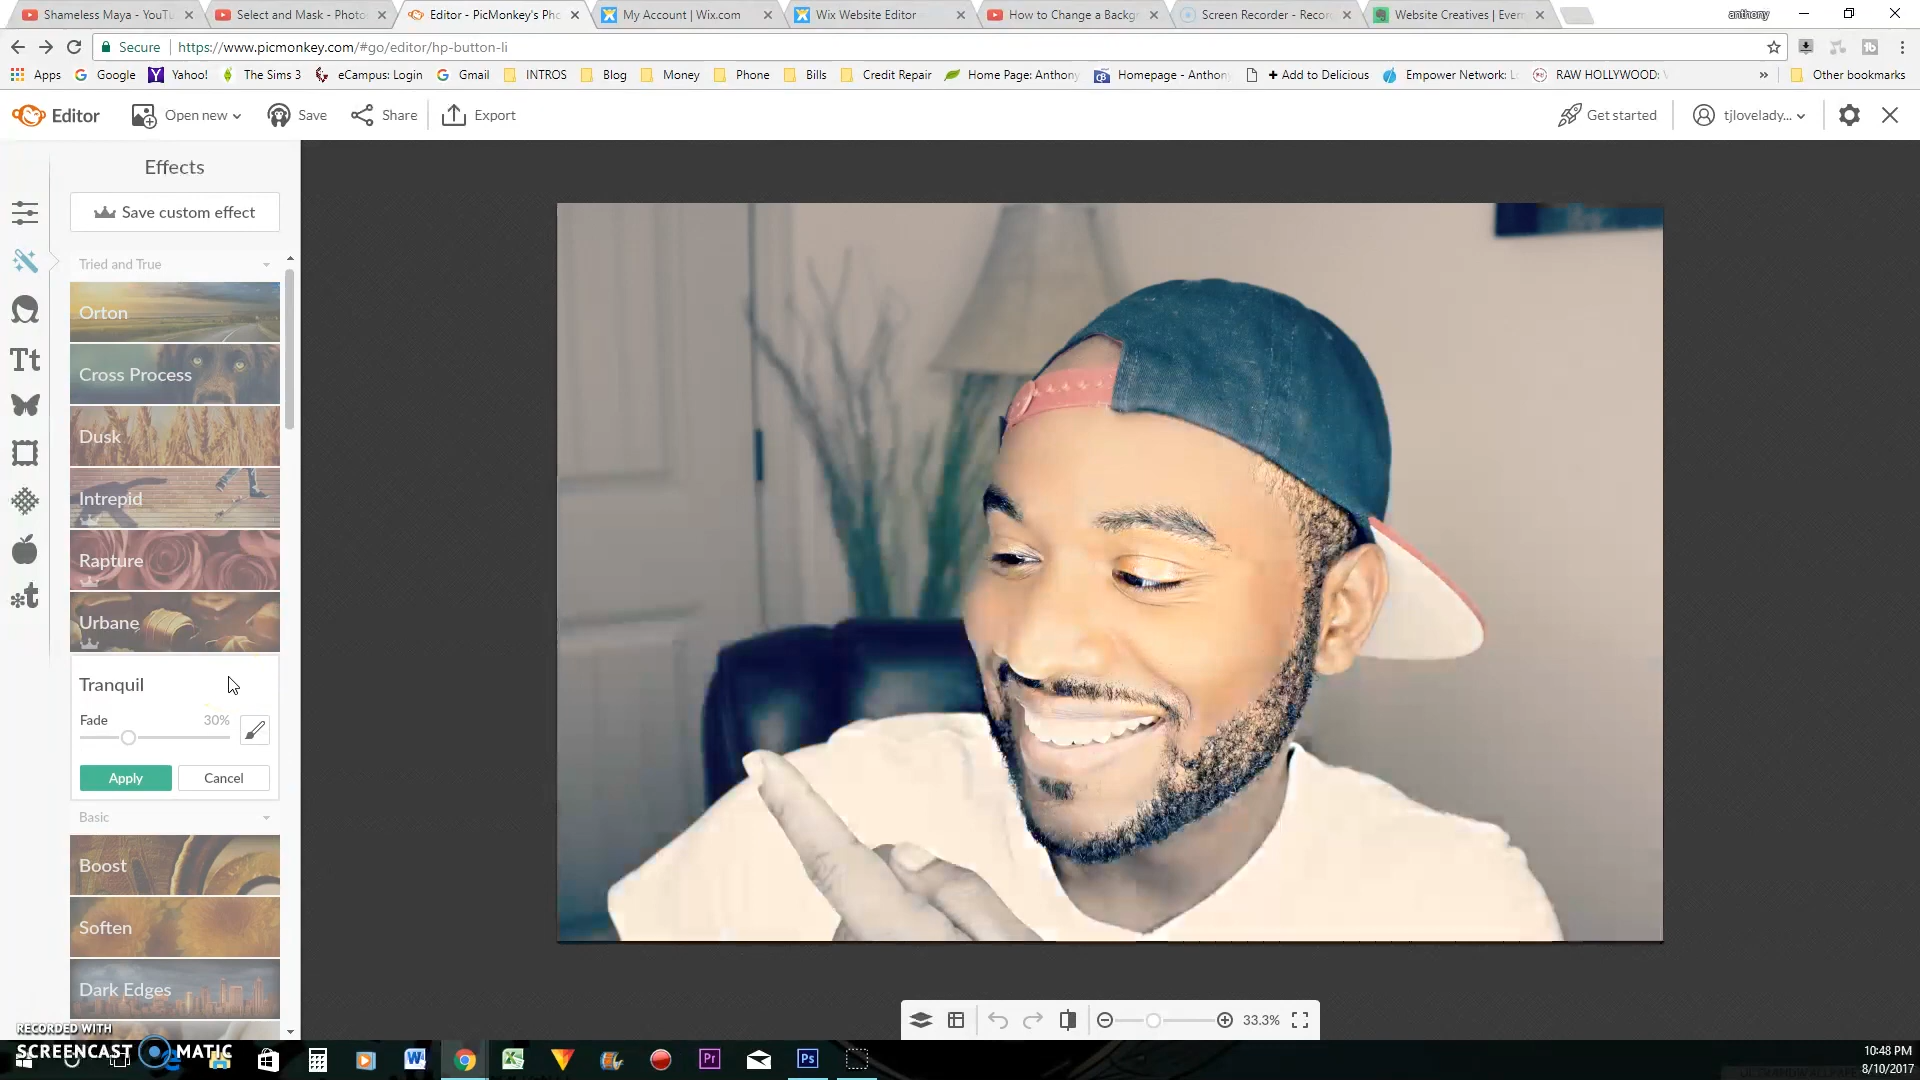 Shameless Maya - YouTu
Select and Mask - Photo
Editor - PicMonkey's Pho
My Account | Wix.com
Wix Website Editor
How to Change a Backgr
Screen Recorder - Recor
Website Creatives | Ever
anthony
Secure
https://www.picmonkey.com/#go/editor/hp-button-li
Apps
Google
Yahoo!
The Sims 3
eCampus: Login
Gmail
INTROS
Blog
Money
Phone
Bills
Credit Repair
Home Page: Anthony
Homepage - Anthony
+ Add to Delicious
Empower Network: L
RAW HOLLYWOOD:
»
Other bookmarks
Editor
Open new
Save
Share
Export
Get started
tjlovelady...
Effects
Save custom effect
Tried and True
Orton
Cross Process
Dusk
Intrepid
Rapture
Urbane
Tranquil
Fade
30%
Apply
Cancel
Basic
Boost
Soften
Dark Edges
Tt
t
33.3%
RECORDED WITH
SCREENCAST MATIC
W
Pr
Ps
10:48 PM
8/10/2017